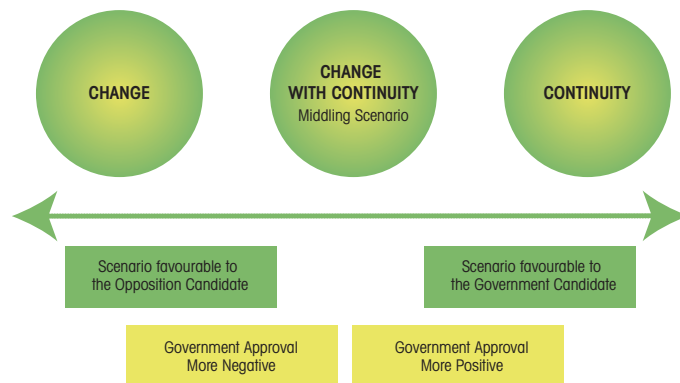 CHANGE
CHANGE
WITH CONTINUITY
Middling Scenario
CONTINUITY
Scenario favourable to
the Opposition Candidate
Scenario favourable to
the Government Candidate
Government Approval
More Negative
Government Approval
More Positive